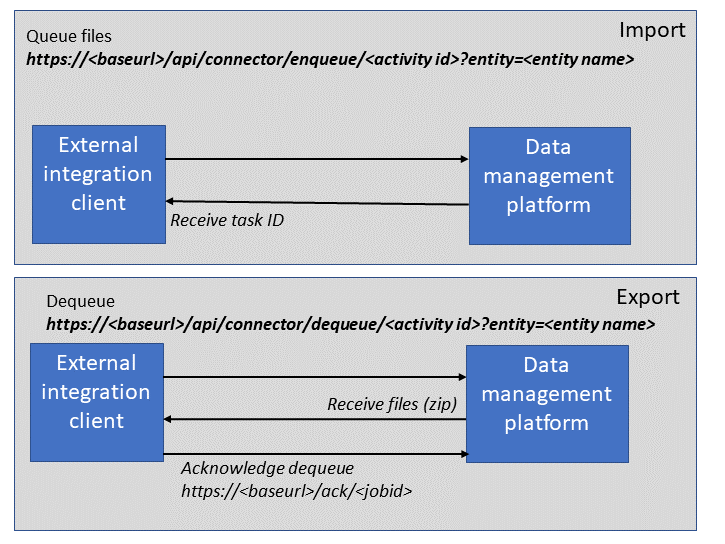 Import
Queue files
https://<baseurl>/api/connector/enqueue/<activity id>?entity=<entity name>
External
integration
client
Data
management
platform
Receive task ID
Export
Dequeue
https://<baseurl>/api/connector/dequeue/<activity id>?entity=<entity name>
External
integration
client
Data
management
platform
Receive files (zip)
Acknowledge dequeue
https://<baseurl>/ack/<jobid>